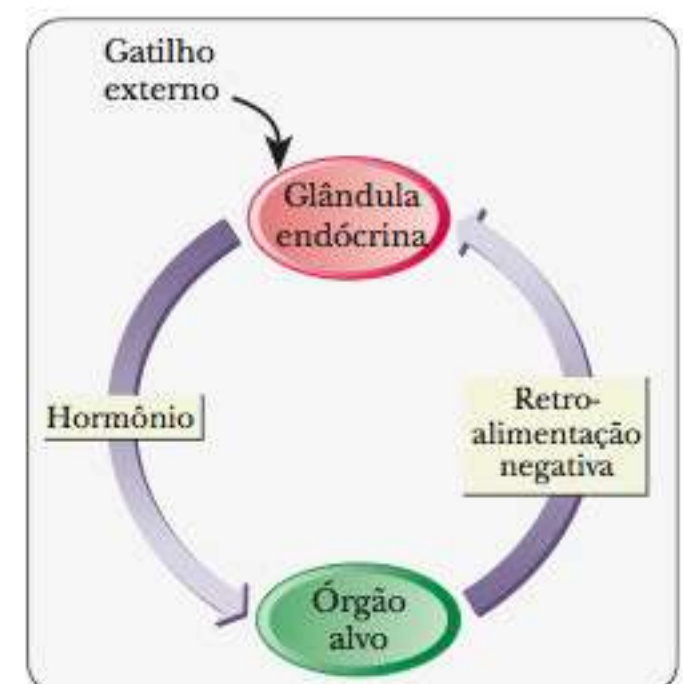 Gatilho
externo
Glândula
endócrina
Hormônio
Retro-
alimentação
negativa
Órgão
alvo